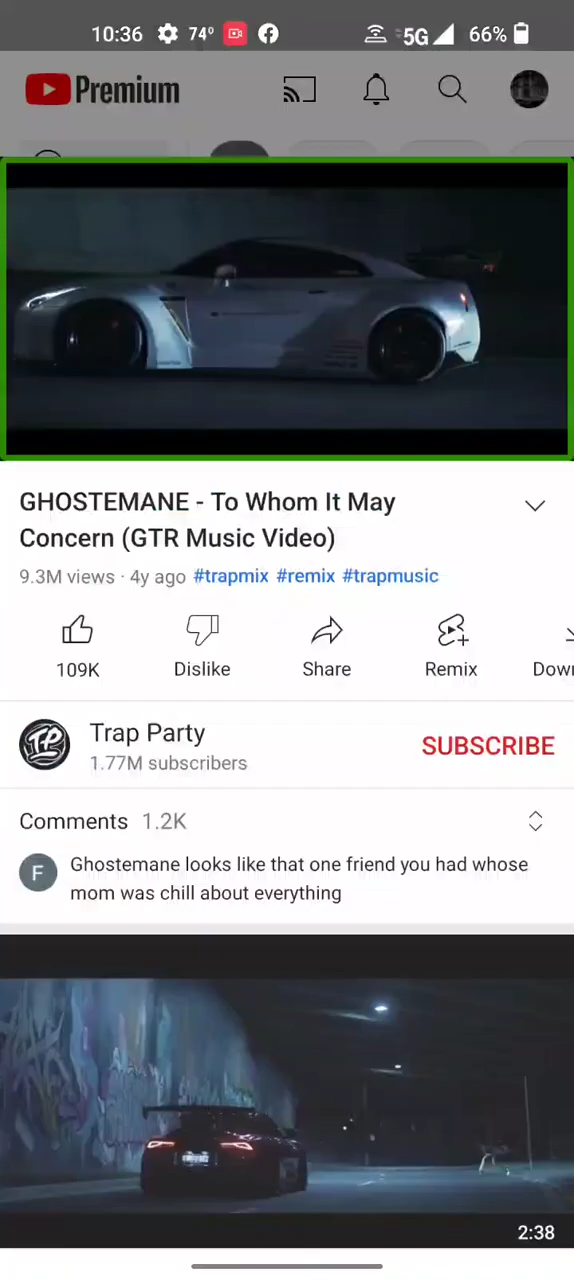 10:36 74° 5G 66%
Premium
GHOSTEMANE - To Whom It May
Concern (GTR Music Video)
9.3M views · 4y ago #trapmix #remix #trapmusic
109K Dislike Share Remix Down
TP Trap Party SUBSCRIBE
1.77M subscribers
Comments 1.2K
F Ghostemane looks like that one friend you had whose
mom was chill about everything
2:38